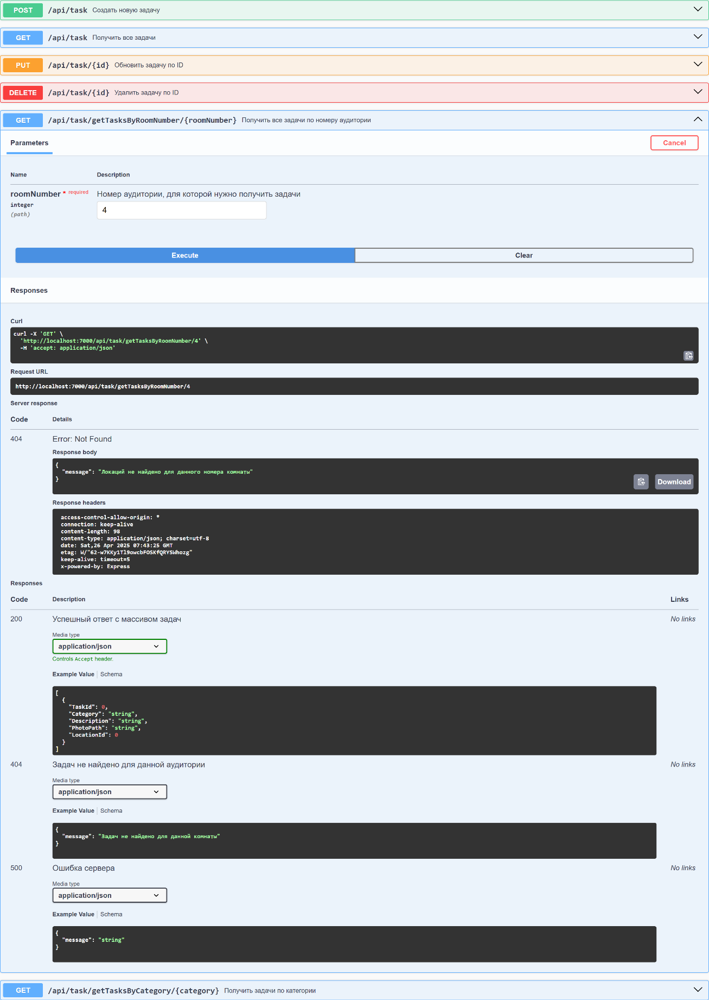 POST /api/task Создать новую задачу
GET /api/task Получить все задачи
PUT /api/task/{id} Обновить задачу по ID
DELETE /api/task/{id} Удалить задачу по ID
GET /api/task/getTasksByRoomNumber/{roomNumber} Получить все задачи по номеру аудитории
Parameters Cancel
Name Description
roomNumber * required Номер аудитории, для которой нужно получить задачи
integer
(path)
4
Execute Clear
Responses
Curl
curl -X 'GET' \
'http://localhost:7000/api/task/getTasksByRoomNumber/4' \
-H 'accept: application/json'
Request URL
http://localhost:7000/api/task/getTasksByRoomNumber/4
Server response
Code Details
404 Error: Not Found
Response body
{
"message": "Локаций не найдено для данного номера комнаты"
}
Download
Response headers
access-control-allow-origin: *
connection: keep-alive
content-length: 98
content-type: application/json; charset=utf-8
date: Sat,26 Apr 2025 07:43:25 GMT
etag: W/"62-w7KKy1Tl9owcbFOSKfQRYSWhozg"
keep-alive: timeout=5
x-powered-by: Express
Responses
Code Description Links
200 Успешный ответ с массивом задач No links
Media type
application/json
Controls Accept header.
Example Value Schema
[
{
"TaskId": 0,
"Category": "string",
"Description": "string",
"PhotoPath": "string",
"LocationId": 0
}
]
404 Задач не найдено для данной аудитории No links
Media type
application/json
Example Value Schema
{
"message": "Задач не найдено для данной комнаты"
}
500 Ошибка сервера No links
Media type
application/json
Example Value Schema
{
"message": "string"
}
GET /api/task/getTasksByCategory/{category} Получить задачи по категории